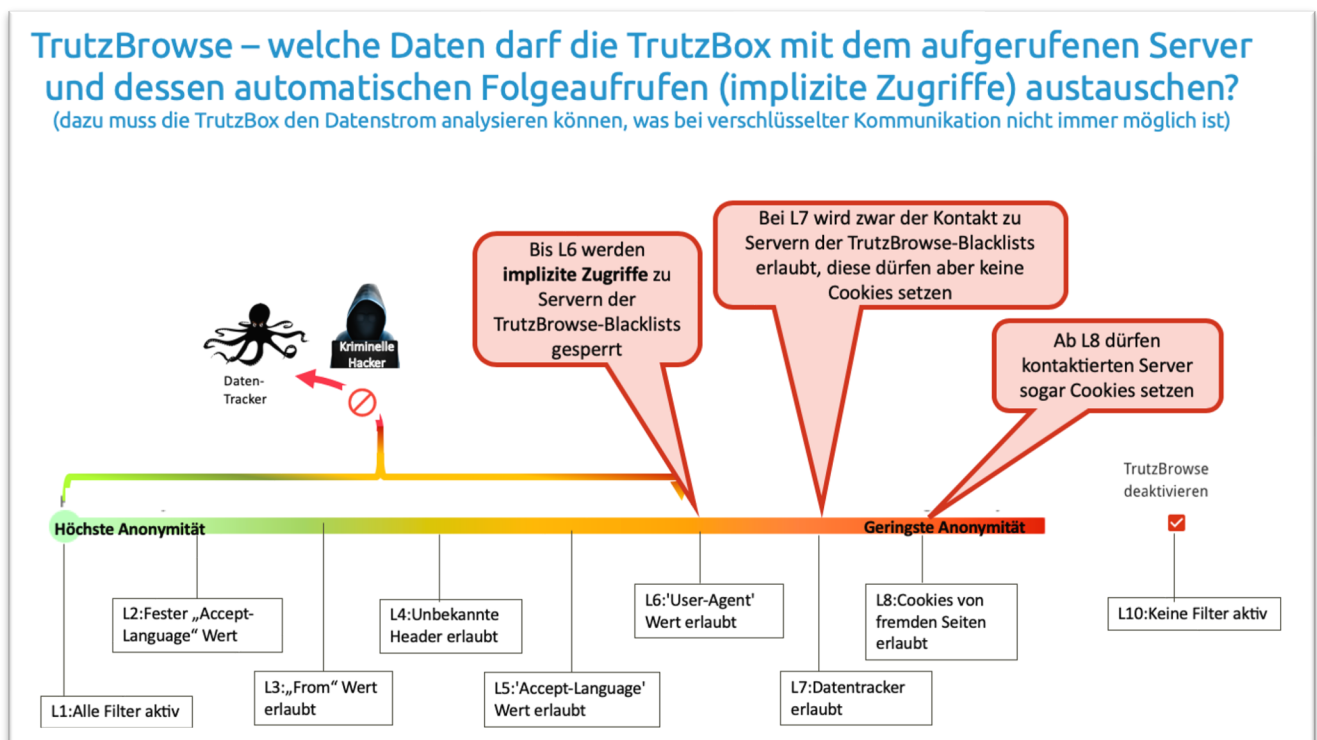 TrutzBrowse – welche Daten darf die TrutzBox mit dem aufgerufenen Server
und dessen automatischen Folgeaufrufen (implizite Zugriffe) austauschen?
(dazu muss die TrutzBox den Datenstrom analysieren können, was bei verschlüsselter Kommunikation nicht immer möglich ist)
Bis L6 werden
implizite Zugriffe zu
Servern der
TrutzBrowse-Blacklists
gesperrt
Bei L7 wird zwar der Kontakt zu
Servern der TrutzBrowse-Blacklists
erlaubt, diese dürfen aber keine
Cookies setzen
Ab L8 dürfen
kontaktierten Server
sogar Cookies setzen
Kriminelle
Hacker
Daten-
Tracker
TrutzBrowse
deaktivieren
Höchste Anonymität
Geringste Anonymität
L1:Alle Filter aktiv
L2:Fester „Accept-
Language“ Wert
L3:„From“ Wert
erlaubt
L4:Unbekannte
Header erlaubt
L5:'Accept-Language'
Wert erlaubt
L6:'User-Agent'
Wert erlaubt
L7:Datentracker
erlaubt
L8:Cookies von
fremden Seiten
erlaubt
L10:Keine Filter aktiv